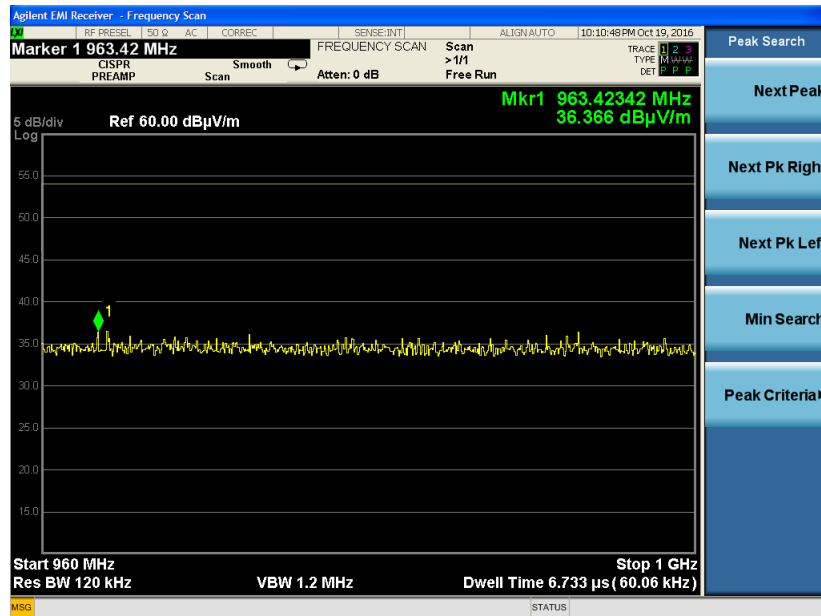 Agilent EMI Receiver - Frequency Scan
LXI RF PRESEL 50 Ω AC CORREC SENSE:INT ALIGN AUTO 10:10:48 PM Oct 19, 2016
Marker 1 963.42 MHz
FREQUENCY SCAN
Scan
TRACE 1 2 3
CISPR
Smooth
>1/1
TYPE M W W
PREAMP
Scan
Atten: 0 dB
Free Run
DET P P P
Peak Search
Next Peak
Next Pk Righ
Next Pk Lef
Min Search
Peak Criteria
Mkr1 963.42342 MHz
36.366 dBµV/m
5 dB/div
Ref 60.00 dBµV/m
Log
55.0
50.0
45.0
40.0
1
35.0
30.0
25.0
20.0
15.0
Start 960 MHz
Stop 1 GHz
Res BW 120 kHz
VBW 1.2 MHz
Dwell Time 6.733 µs (60.06 kHz)
MSG
STATUS